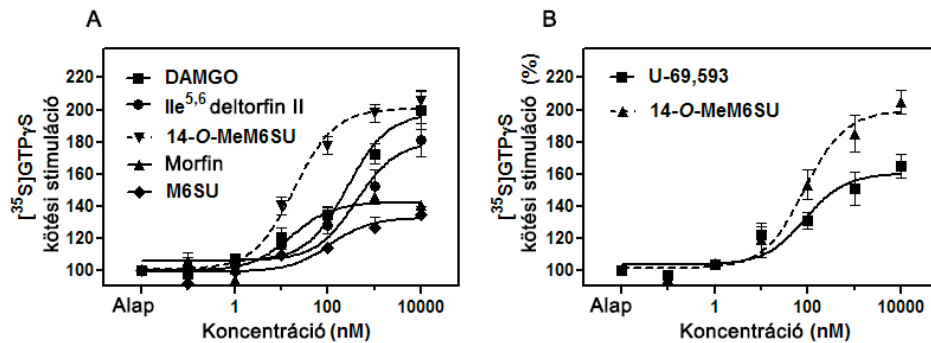 A
[³⁵S]GTPγS
kötési stimuláció
220
200
180
160
140
120
100
DAMGO
Ile⁵,⁶ deltorfin II
14-O-MeM6SU
Morfin
M6SU
Alap
1
100
10000
Koncentráció (nM)
B
[³⁵S]GTPγS
kötési stimuláció (%)
220
200
180
160
140
120
100
U-69,593
14-O-MeM6SU
Alap
1
100
10000
Koncentráció (nM)